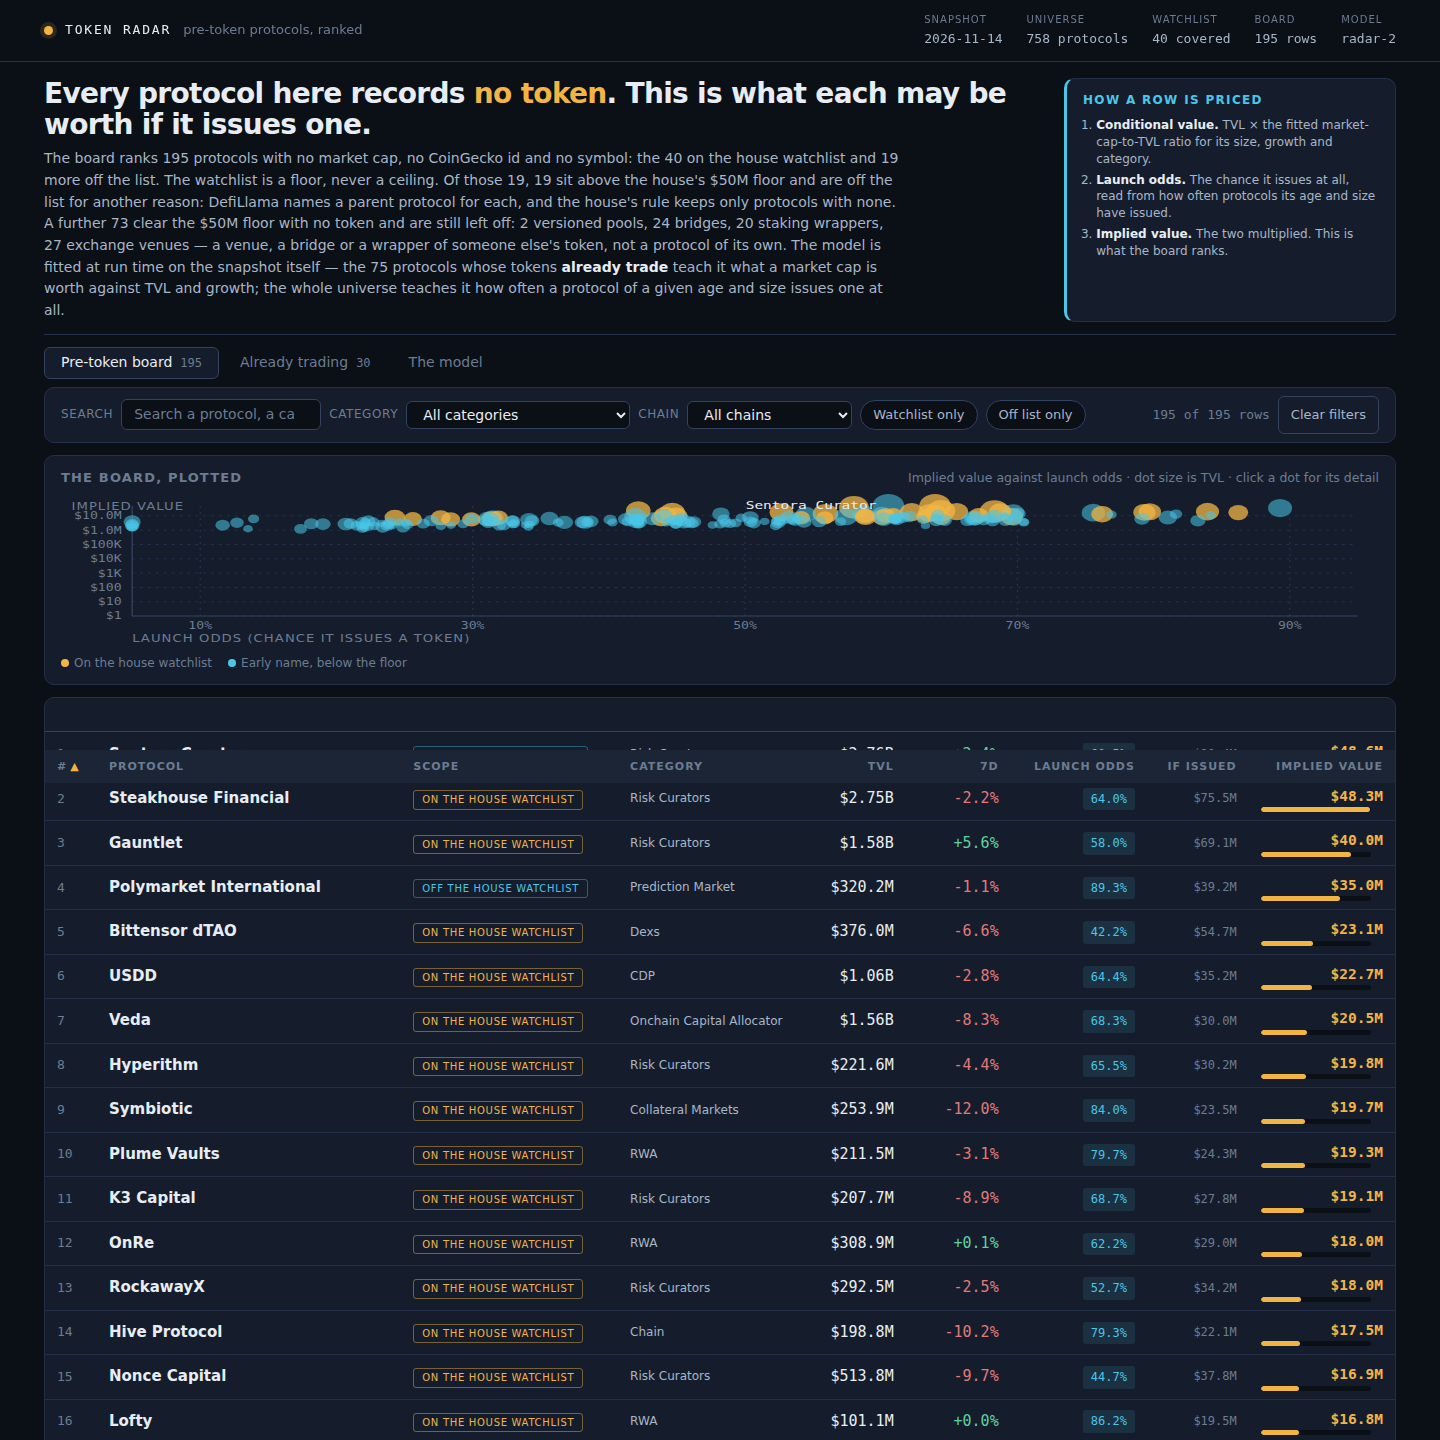 TOKEN RADAR pre-token protocols, ranked
SNAPSHOT UNIVERSE WATCHLIST BOARD MODEL
2026-11-14 758 protocols 40 covered 195 rows radar-2
Every protocol here records no token. This is what each may be
worth if it issues one.
The board ranks 195 protocols with no market cap, no CoinGecko id and no symbol: the 40 on the house watchlist and 19
more off the list. The watchlist is a floor, never a ceiling. Of those 19, 19 sit above the house's $50M floor and are off the
list for another reason: DefiLlama names a parent protocol for each, and the house's rule keeps only protocols with none.
A further 73 clear the $50M floor with no token and are still left off: 2 versioned pools, 24 bridges, 20 staking wrappers,
27 exchange venues — a venue, a bridge or a wrapper of someone else's token, not a protocol of its own. The model is
fitted at run time on the snapshot itself — the 75 protocols whose tokens already trade teach it what a market cap is
worth against TVL and growth; the whole universe teaches it how often a protocol of a given age and size issues one at
all.
HOW A ROW IS PRICED
1. Conditional value. TVL × the fitted market-
cap-to-TVL ratio for its size, growth and
category.
2. Launch odds. The chance it issues at all,
read from how often protocols its age and size
have issued.
3. Implied value. The two multiplied. This is
what the board ranks.
Pre-token board 195 Already trading 30 The model
SEARCH Search a protocol, a ca CATEGORY All categories CHAIN All chains Watchlist only Off list only 195 of 195 rows Clear filters
THE BOARD, PLOTTED Implied value against launch odds · dot size is TVL · click a dot for its detail
IMPLIED VALUE Sentora Curator
$10.0M
$1.0M
$100K
$10K
$1K
$100
$10
$1
10% 30% 50% 70% 90%
LAUNCH ODDS (CHANCE IT ISSUES A TOKEN)
On the house watchlist Early name, below the floor
# ▲ PROTOCOL SCOPE CATEGORY TVL 7D LAUNCH ODDS IF ISSUED IMPLIED VALUE
2 Steakhouse Financial ON THE HOUSE WATCHLIST Risk Curators $2.75B -2.2% 64.0% $75.5M $48.3M
3 Gauntlet ON THE HOUSE WATCHLIST Risk Curators $1.58B +5.6% 58.0% $69.1M $40.0M
4 Polymarket International OFF THE HOUSE WATCHLIST Prediction Market $320.2M -1.1% 89.3% $39.2M $35.0M
5 Bittensor dTAO ON THE HOUSE WATCHLIST Dexs $376.0M -6.6% 42.2% $54.7M $23.1M
6 USDD ON THE HOUSE WATCHLIST CDP $1.06B -2.8% 64.4% $35.2M $22.7M
7 Veda ON THE HOUSE WATCHLIST Onchain Capital Allocator $1.56B -8.3% 68.3% $30.0M $20.5M
8 Hyperithm ON THE HOUSE WATCHLIST Risk Curators $221.6M -4.4% 65.5% $30.2M $19.8M
9 Symbiotic ON THE HOUSE WATCHLIST Collateral Markets $253.9M -12.0% 84.0% $23.5M $19.7M
10 Plume Vaults ON THE HOUSE WATCHLIST RWA $211.5M -3.1% 79.7% $24.3M $19.3M
11 K3 Capital ON THE HOUSE WATCHLIST Risk Curators $207.7M -8.9% 68.7% $27.8M $19.1M
12 OnRe ON THE HOUSE WATCHLIST RWA $308.9M +0.1% 62.2% $29.0M $18.0M
13 RockawayX ON THE HOUSE WATCHLIST Risk Curators $292.5M -2.5% 52.7% $34.2M $18.0M
14 Hive Protocol ON THE HOUSE WATCHLIST Chain $198.8M -10.2% 79.3% $22.1M $17.5M
15 Nonce Capital ON THE HOUSE WATCHLIST Risk Curators $513.8M -9.7% 44.7% $37.8M $16.9M
16 Lofty ON THE HOUSE WATCHLIST RWA $101.1M +0.0% 86.2% $19.5M $16.8M